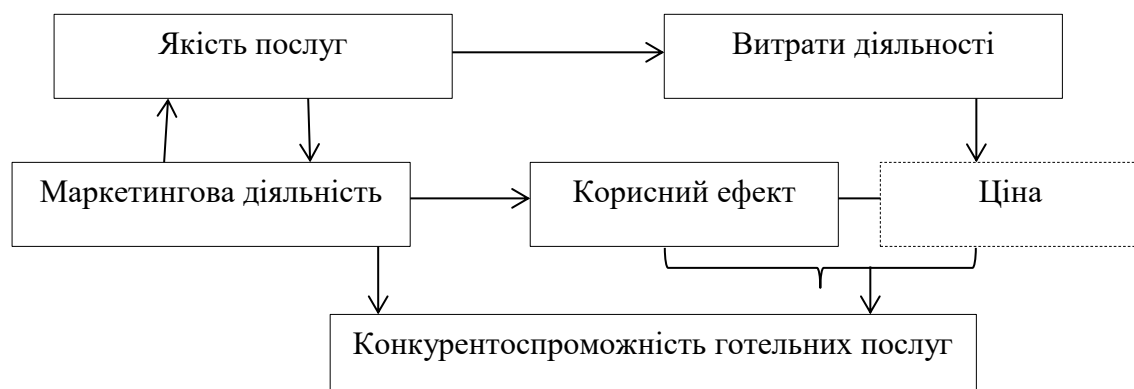 Якість послуг
Витрати діяльності
Маркетингова діяльність
Корисний ефект
Ціна
Конкурентоспроможність готельних послуг